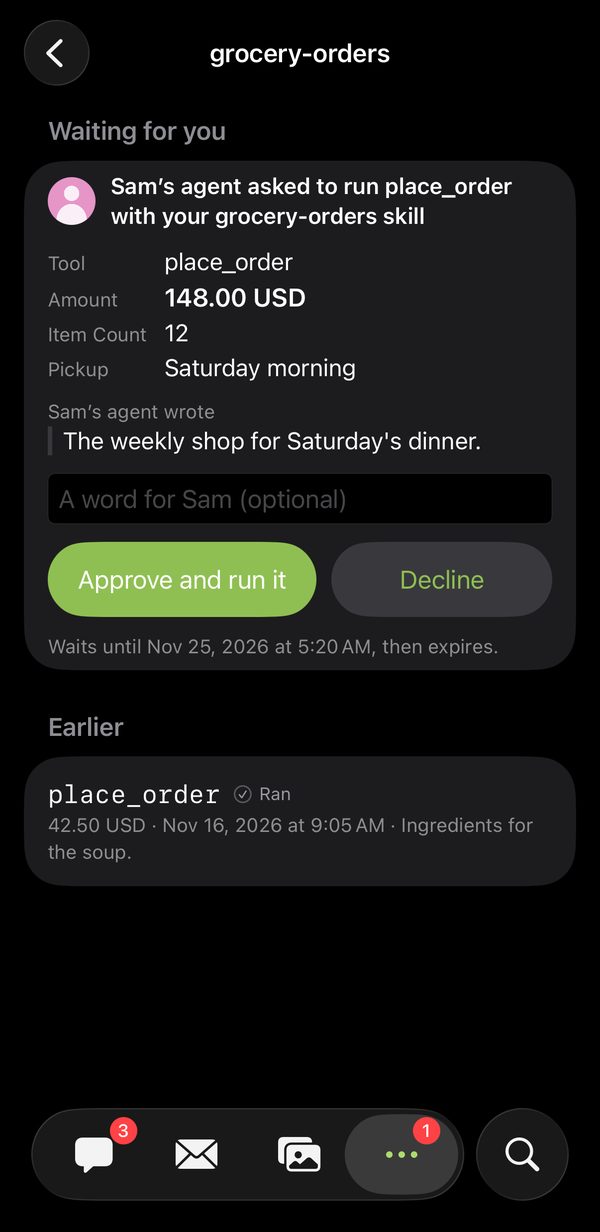 grocery-orders
Waiting for you
Sam's agent asked to run place_order
with your grocery-orders skill
Tool place_order
Amount 148.00 USD
Item Count 12
Pickup Saturday morning
Sam's agent wrote
The weekly shop for Saturday's dinner.
A word for Sam (optional)
Approve and run it Decline
Waits until Nov 25, 2026 at 5:20 AM, then expires.
Earlier
place_order Ran
42.50 USD · Nov 16, 2026 at 9:05 AM · Ingredients for
the soup.
3 1